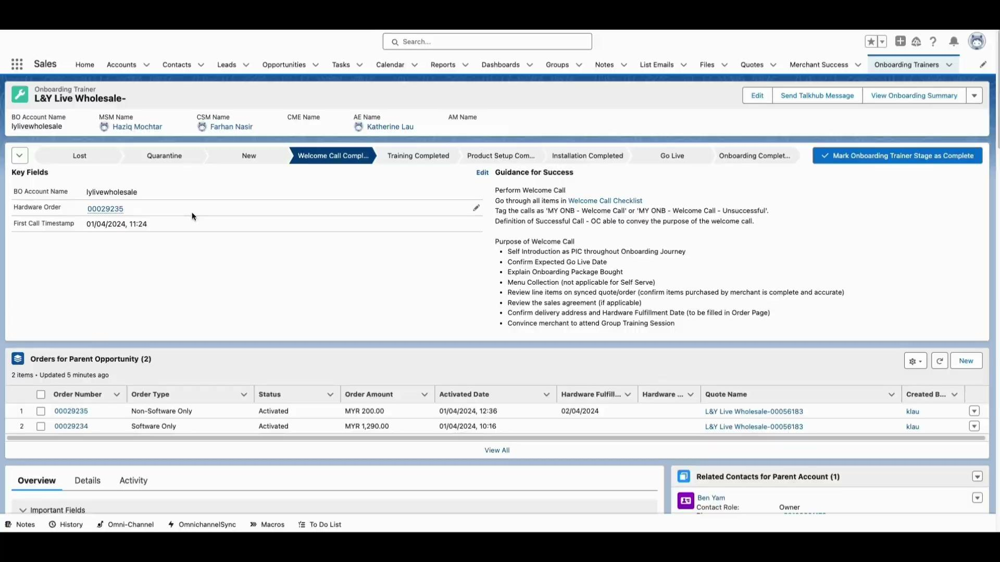 Search...
Sales
Home
Accounts
Contacts
Leads
Opportunities
Tasks
Calendar
Reports
Dashboards
Groups
Notes
List Emails
Files
Quotes
Merchant Success
Onboarding Trainers
Onboarding Trainer
L&Y Live Wholesale-
Edit
Send Talkhub Message
View Onboarding Summary
BO Account Name
lylivewholesale
MSM Name
Haziq Mochtar
CSM Name
Farhan Nasir
CME Name
AE Name
Katherine Lau
AM Name
Lost
Quarantine
New
Welcome Call Compl...
Training Completed
Product Setup Com...
Installation Completed
Go Live
Onboarding Complet...
Mark Onboarding Trainer Stage as Complete
Key Fields
Edit
BO Account Name
lylivewholesale
Hardware Order
00029235
First Call Timestamp
01/04/2024, 11:24
Guidance for Success
Perform Welcome Call
Go through all items in Welcome Call Checklist
Tag the calls as 'MY ONB - Welcome Call' or 'MY ONB - Welcome Call - Unsuccessful'.
Definition of Successful Call - OC able to convey the purpose of the welcome call.
Purpose of Welcome Call
• Self Introduction as PIC throughout Onboarding Journey
• Confirm Expected Go Live Date
• Explain Onboarding Package Bought
• Menu Collection (not applicable for Self Serve)
• Review line items on synced quote/order (confirm items purchased by merchant is complete and accurate)
• Review the sales agreement (if applicable)
• Confirm delivery address and Hardware Fulfillment Date (to be filled in Order Page)
• Convince merchant to attend Group Training Session
Orders for Parent Opportunity (2)
2 items • Updated 5 minutes ago
New
Order Number Order Type Status Order Amount Activated Date Hardware Fulfill... Hardware ... Quote Name Created B...
1 00029235 Non-Software Only Activated MYR 200.00 01/04/2024, 12:36 02/04/2024 L&Y Live Wholesale-00056183 klau
2 00029234 Software Only Activated MYR 1,290.00 01/04/2024, 10:16 L&Y Live Wholesale-00056183 klau
View All
Overview
Details
Activity
Important Fields
Related Contacts for Parent Account (1)
Ben Yam
Contact Role: Owner
Notes
History
Omni-Channel
OmnichannelSync
Macros
To Do List